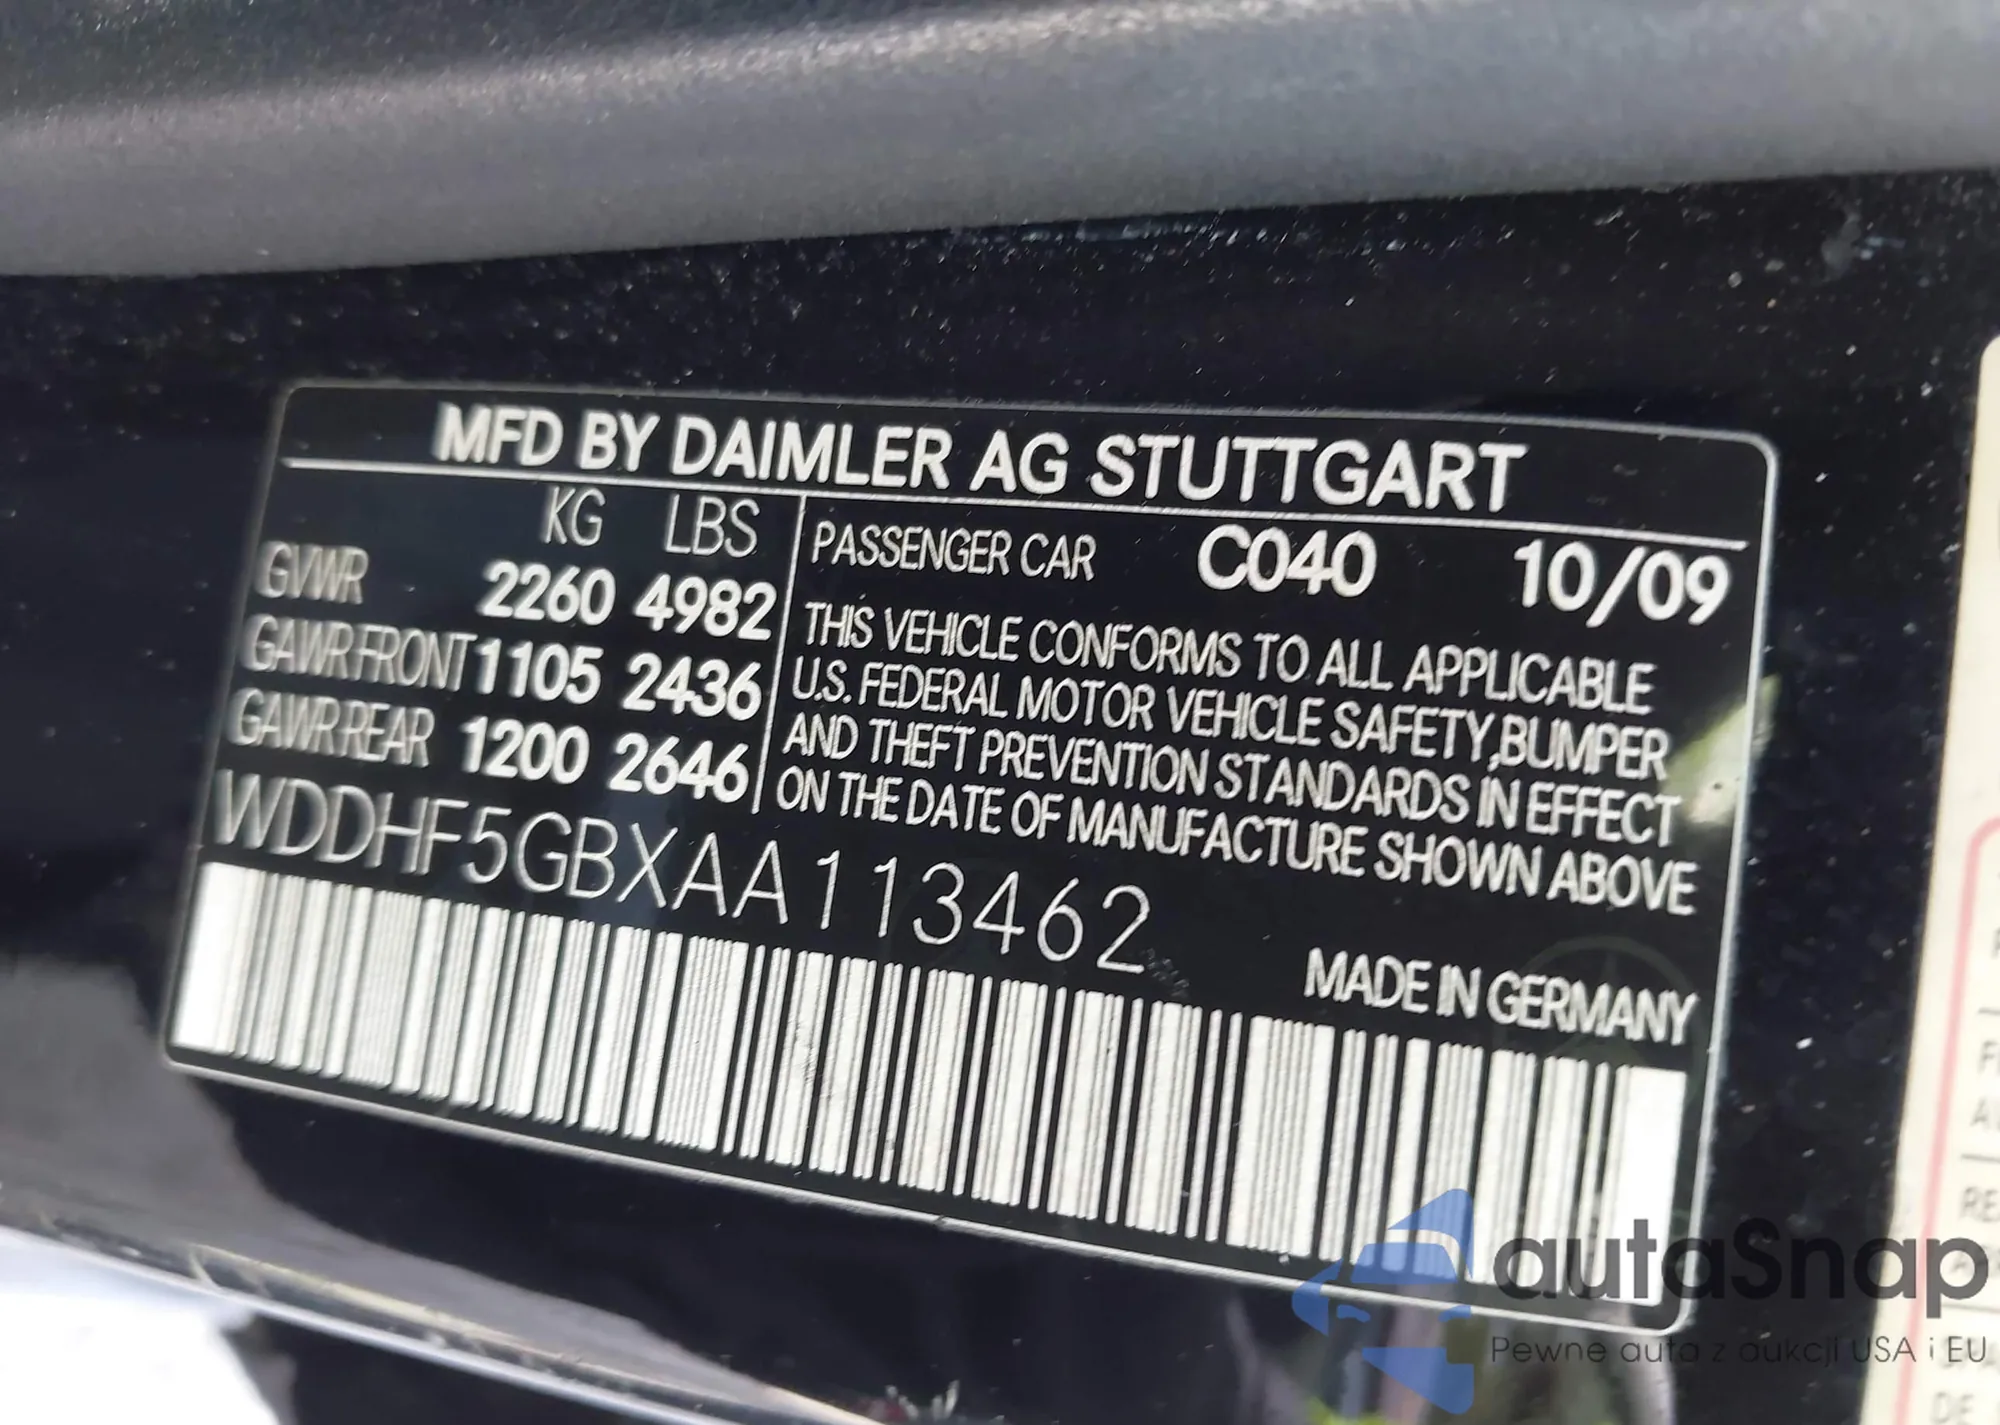 MFD BY DAIMLER AG STUTTGART
KG LBS
GVWR 2260 4982
GAWR FRONT 1105 2436
GAWR REAR 1200 2646
PASSENGER CAR C040 10/09
THIS VEHICLE CONFORMS TO ALL APPLICABLE
U.S. FEDERAL MOTOR VEHICLE SAFETY,BUMPER
AND THEFT PREVENTION STANDARDS IN EFFECT
ON THE DATE OF MANUFACTURE SHOWN ABOVE
WDDHF5GBXAA113462
MADE IN GERMANY
autaSnap
Pewne auta z aukcji USA i EU